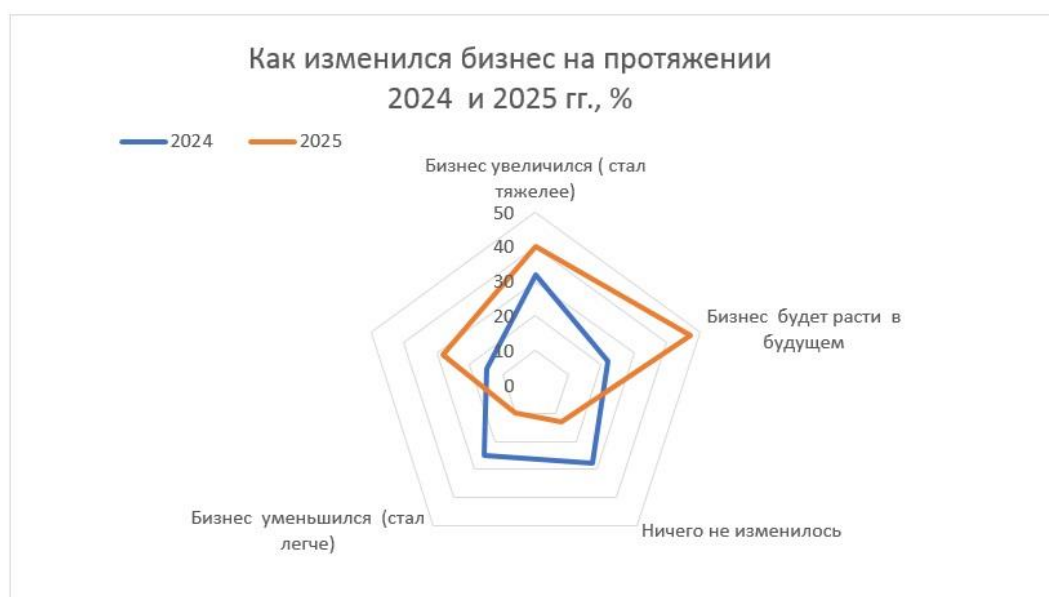 Как изменился бизнес на протяжении
2024 и 2025 гг., %
2024
2025
Бизнес увеличился ( стал
тяжелее)
50
40
30
20
10
0
Бизнес будет расти в
будущем
Ничего не изменилось
Бизнес уменьшился (стал
легче)